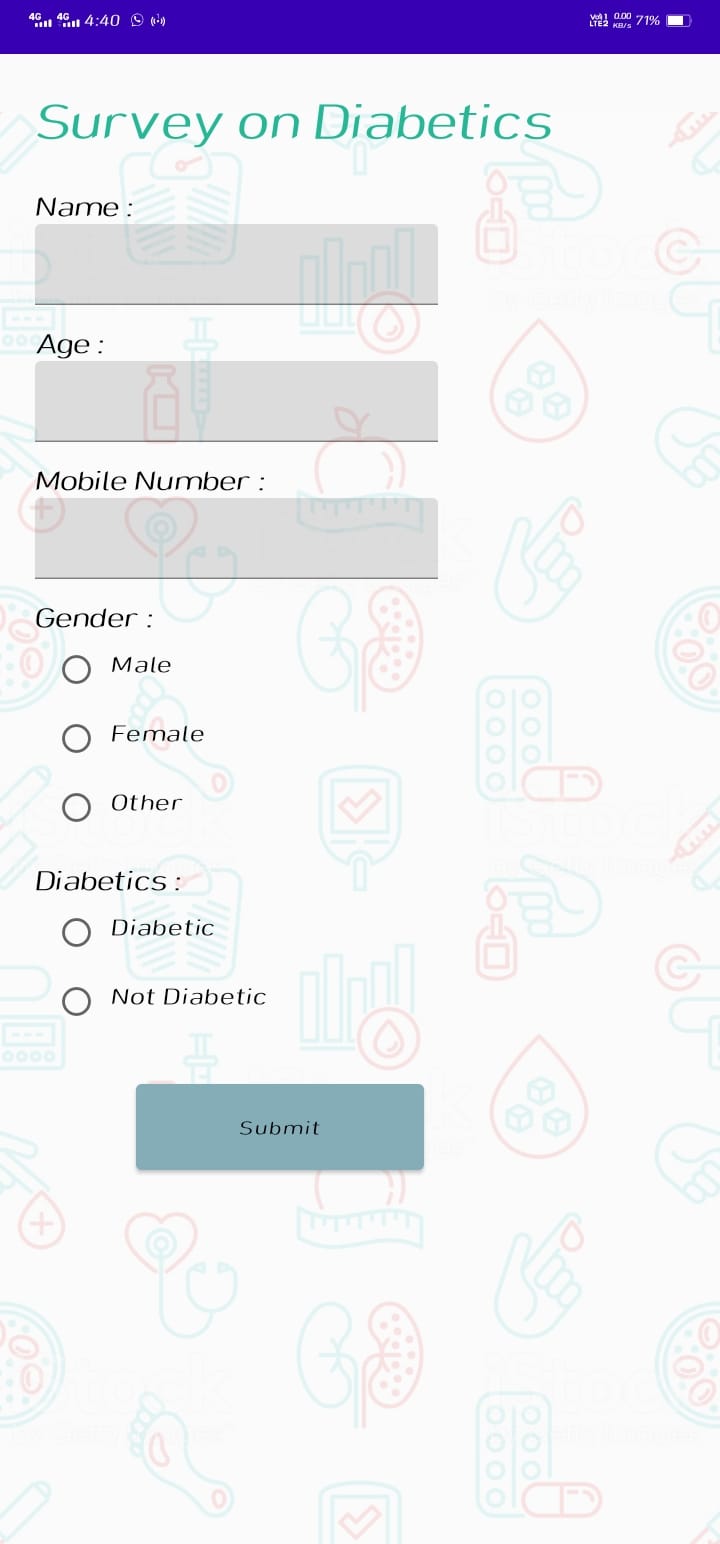 4G 4G 4:40 Vo) 1 LTE2 0.00 KB/S 71%
Survey on Diabetics
Name :
Age :
Mobile Number :
Gender :
Male
Female
Other
Diabetics :
Diabetic
Not Diabetic
Submit